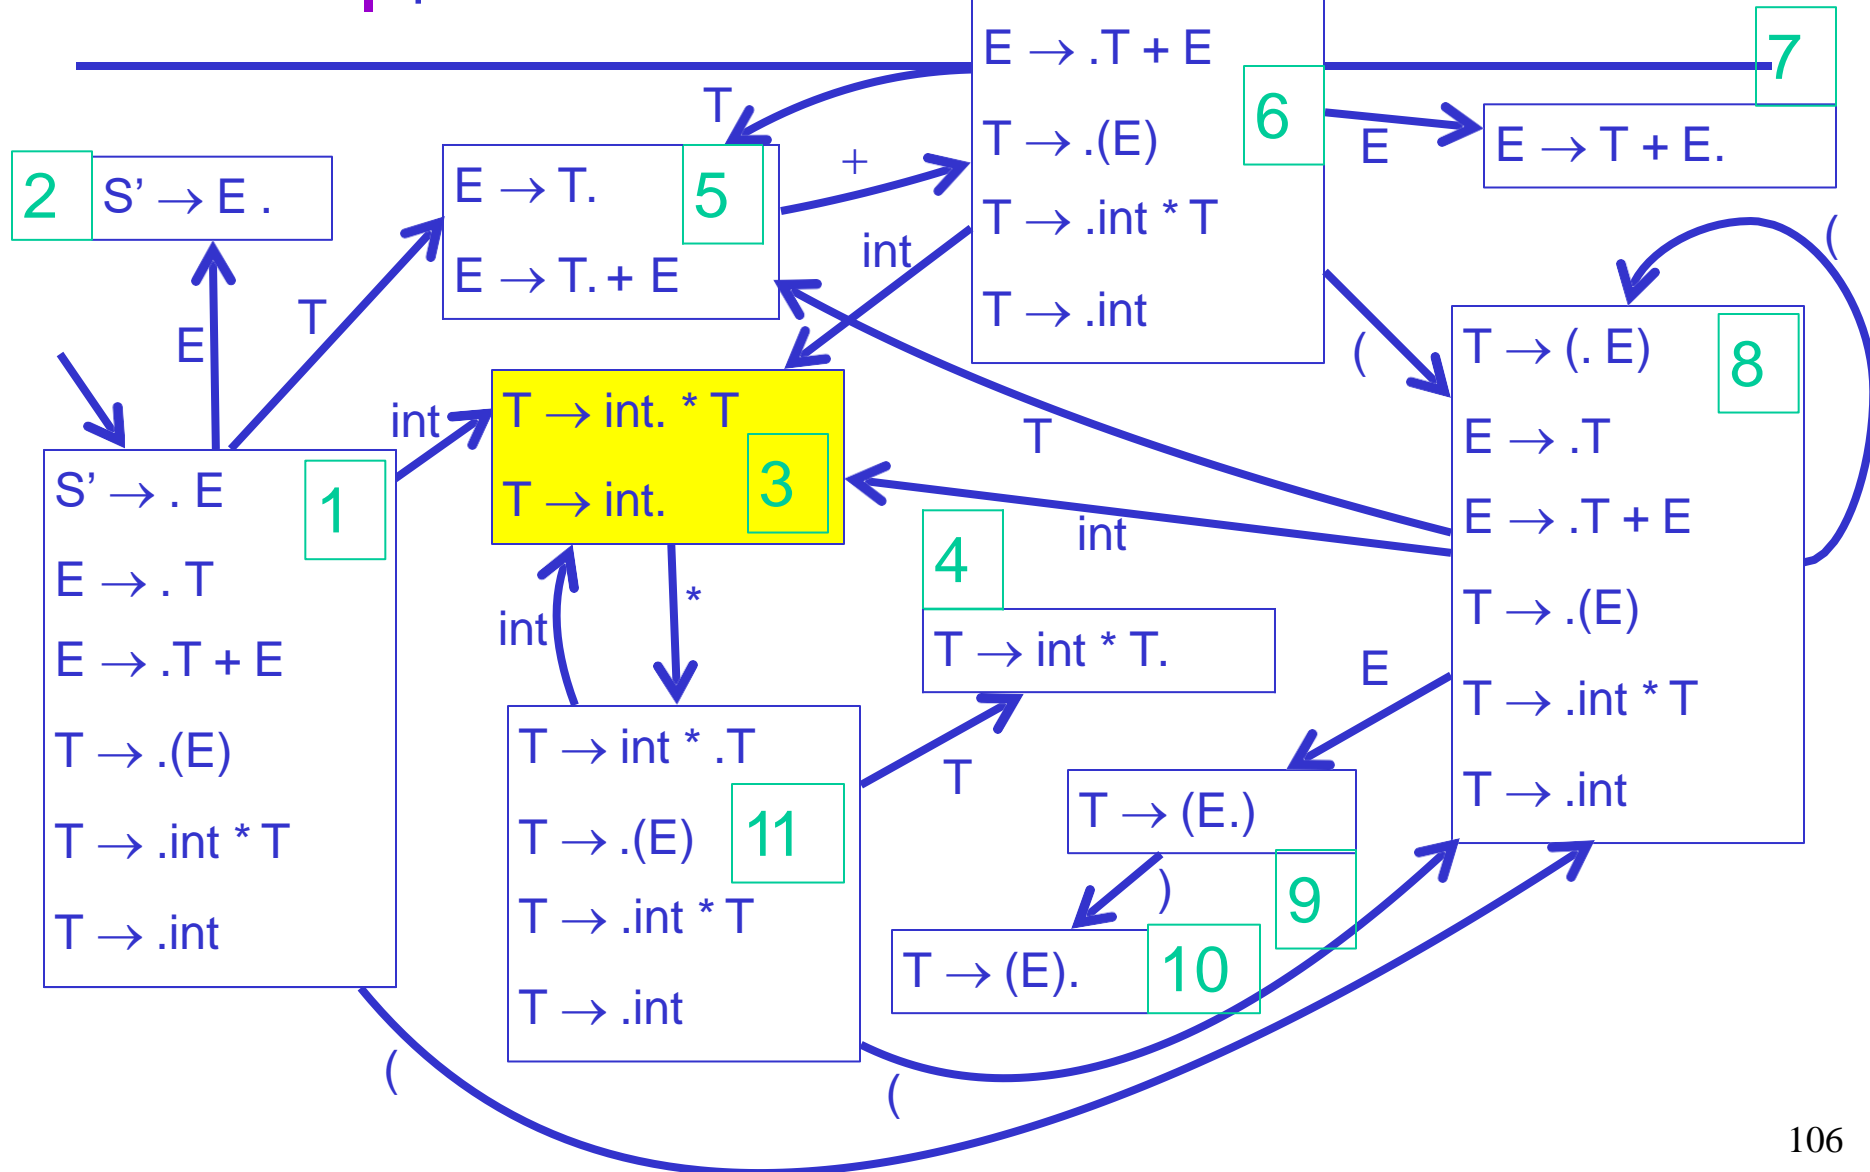 E → .T + E
T → .(E)
T → .int * T
T → .int
6
7
E → T + E.
E
T
+
int
(
2
S’ → E .
E → T.
E → T. + E
5
E
T
int
T → int. * T
T → int.
3
T
int
(
T → (. E)
E → .T
E → .T + E
T → .(E)
T → .int * T
T → .int
8
S’ → . E
E → . T
E → .T + E
T → .(E)
T → .int * T
T → .int
1
int
*
4
T → int * T.
E
T
T → int * .T
T → .(E)
T → .int * T
T → .int
11
T → (E.)
9
)
T → (E).
10
(
(
106